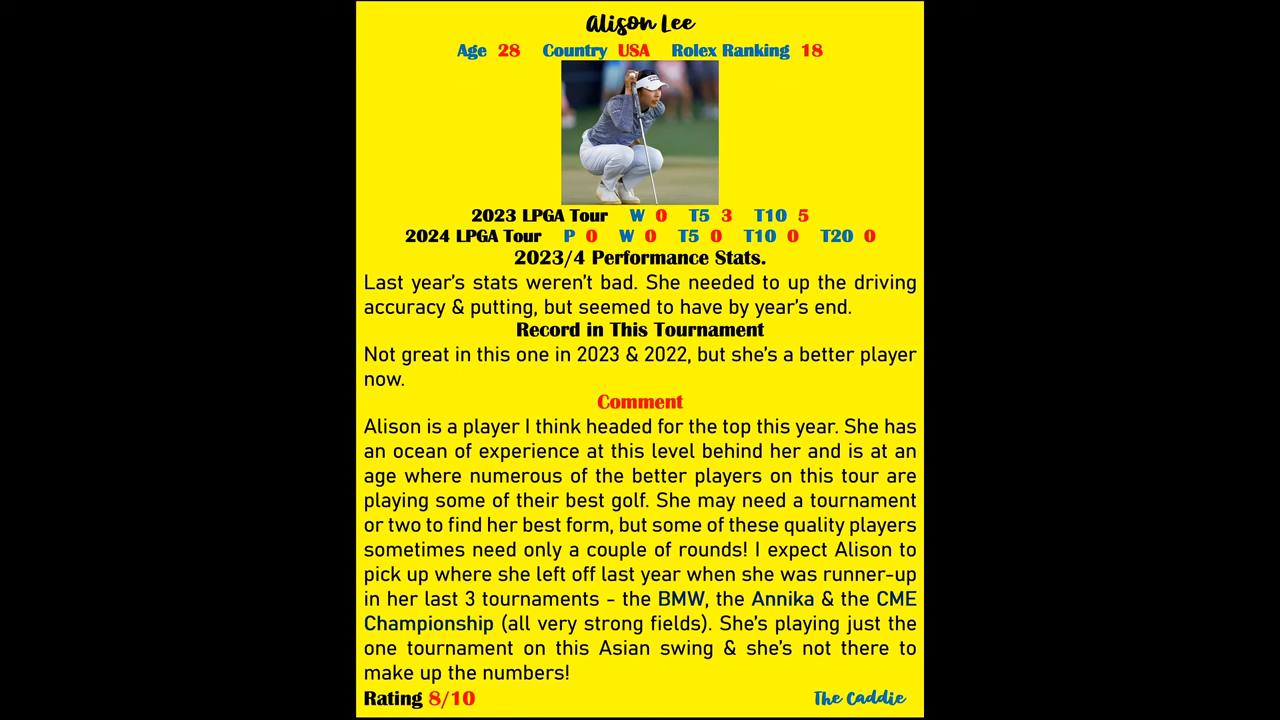 Alison Lee
Age 28 Country USA Rolex Ranking 18
2023 LPGA Tour W 0 T5 3 T10 5
2024 LPGA Tour P 0 W 0 T5 0 T10 0 T20 0
2023/4 Performance Stats.
Last year's stats weren't bad. She needed to up the driving
accuracy & putting, but seemed to have by year's end.
Record in This Tournament
Not great in this one in 2023 & 2022, but she's a better player
now.
Comment
Alison is a player I think headed for the top this year. She has
an ocean of experience at this level behind her and is at an
age where numerous of the better players on this tour are
playing some of their best golf. She may need a tournament
or two to find her best form, but some of these quality players
sometimes need only a couple of rounds! I expect Alison to
pick up where she left off last year when she was runner-up
in her last 3 tournaments - the BMW, the Annika & the CME
Championship (all very strong fields). She's playing just the
one tournament on this Asian swing & she's not there to
make up the numbers!
Rating 8/10 The Caddie